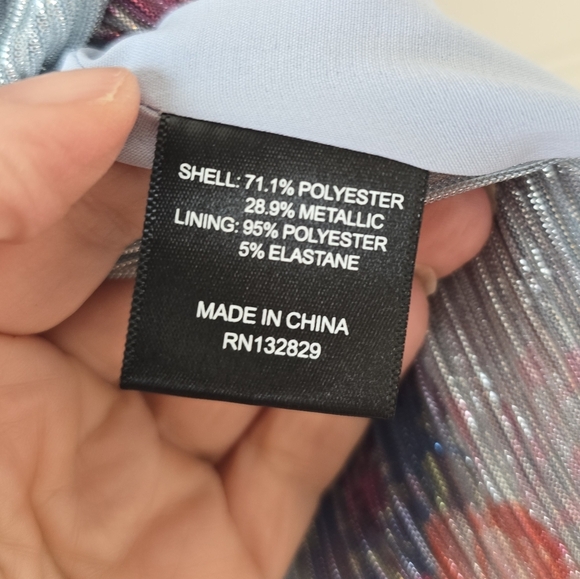 SHELL: 71.1% POLYESTER
28.9% METALLIC
LINING: 95% POLYESTER
5% ELASTANE
MADE IN CHINA
RN132829